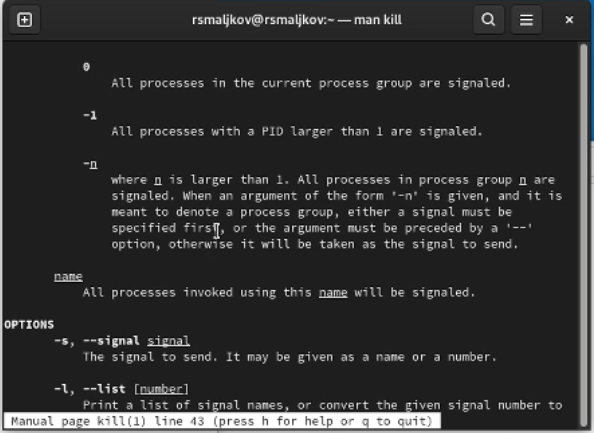 rsmaljkov@rsmaljkov:~ — man kill
0
All processes in the current process group are signaled.
-1
All processes with a PID larger than 1 are signaled.
-n
where n is larger than 1. All processes in process group n are
signaled. When an argument of the form '-n' is given, and it is
meant to denote a process group, either a signal must be
specified first, or the argument must be preceded by a '--'
option, otherwise it will be taken as the signal to send.
name
All processes invoked using this name will be signaled.
OPTIONS
-s, --signal signal
The signal to send. It may be given as a name or a number.
-l, --list [number]
Print a list of signal names, or convert the given signal number to
Manual page kill(1) line 43 (press h for help or q to quit)